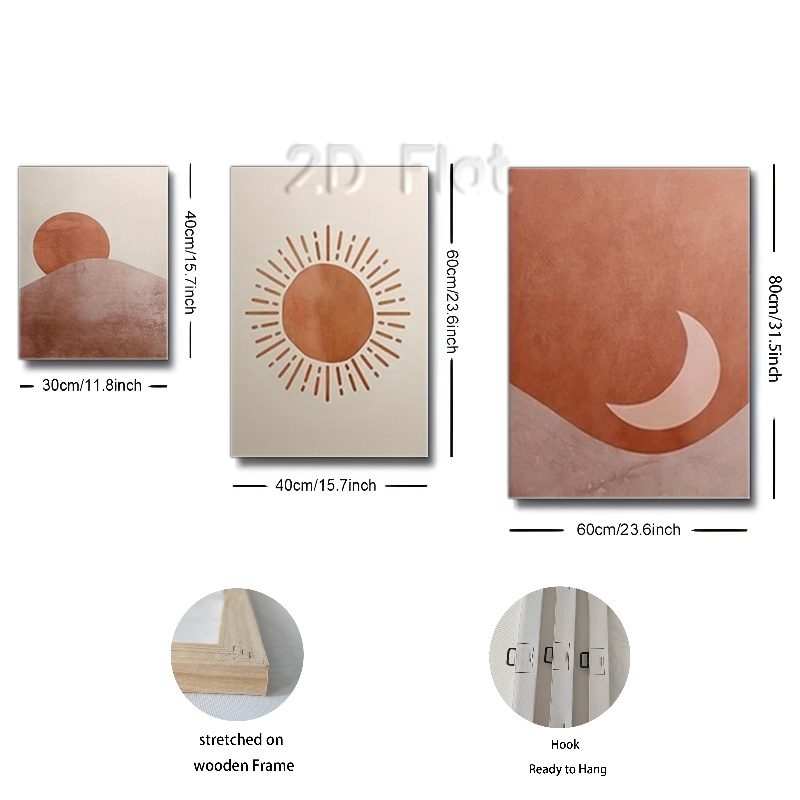 2D Flat
40cm/15.7inch
30cm/11.8inch
60cm/23.6inch
40cm/15.7inch
80cm/31.5inch
60cm/23.6inch
stretched on
wooden Frame
Hook
Ready to Hang